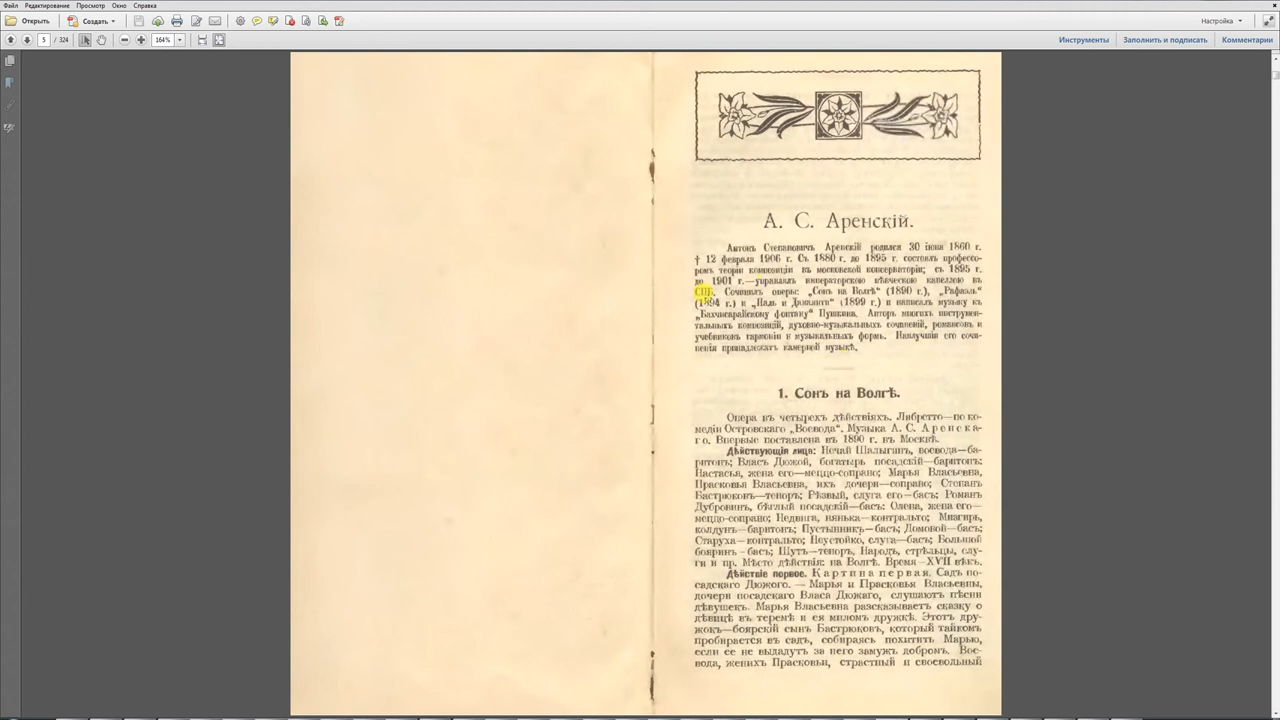 Файл Редактирование Просмотр Окно Справка
Открыть Создать Настройка
5 / 324 164% Инструменты Заполнить и подписать Комментарии
А. С. Аренскій.
Антонъ Степановичъ Аренскій родился 30 іюня 1860 г.
† 12 февраля 1906 г. Съ 1880 г. до 1895 г. состоялъ профессо-
ромъ теоріи композиціи въ московской консерваторіи; съ 1895 г.
до 1901 г.—управлялъ императорскою пѣвческою капеллою въ
СПр. Сочинилъ оперы: „Сонъ на Волгѣ“ (1890 г.), „Рафаэль“
(1894 г.) и „Наль и Дамаянти“ (1899 г.) и написалъ музыку къ
„Бахчисарайскому фонтану“ Пушкина. Авторъ многихъ инструмен-
тальныхъ композицій, духовно-музыкальныхъ сочиненій, романсовъ и
учебниковъ гармоніи и музыкальныхъ формъ. Наилучшія его сочи-
ненія принадлежатъ камерной музыкѣ.
1. Сонъ на Волгѣ.
Опера въ четырехъ дѣйствіяхъ. Либретто—по ко-
медіи Островскаго „Воевода“. Музыка А. С. Аренска-
го. Впервые поставлена въ 1890 г. въ Москвѣ.
Дѣйствующія лица: Нечай Шалыгинъ, воевода—ба-
ритонъ; Власъ Дюжой, богатырь посадскій—баритонъ;
Настасья, жена его—меццо-сопрано; Марья Власьевна,
Прасковья Власьевна, ихъ дочери—сопрано; Степанъ
Бастрюковъ—теноръ; Рѣзвый, слуга его—басъ; Романъ
Дубровинъ, бѣглый посадскій—басъ; Олена, жена его—
меццо-сопрано; Недвига, нянька—контральто; Мизгирь,
колдунъ—баритонъ; Пустынникъ—басъ; Домовой—басъ;
Старуха—контральто; Неустойко, слуга—басъ; Большой
бояринъ—басъ; Шутъ—теноръ, Народъ, стрѣльцы, слу-
ги и пр. Мѣсто дѣйствія: на Волгѣ. Время—XVII вѣкъ.
Дѣйствіе первое. Картина первая. Садъ по-
садскаго Дюжого. — Марья и Прасковья Власьевны,
дочери посадскаго Власа Дюжаго, слушаютъ пѣсни
дѣвушекъ. Марья Власьевна разсказываетъ сказку о
дѣвицѣ въ теремѣ и ея миломъ дружкѣ. Этотъ дру-
жокъ—боярскій сынъ Бастрюковъ, который тайкомъ
пробирается въ садъ, собираясь похитить Марью,
если ее не выдадутъ за него замужъ добромъ. Вое-
вода, женихъ Прасковьи, страстный и своевольный